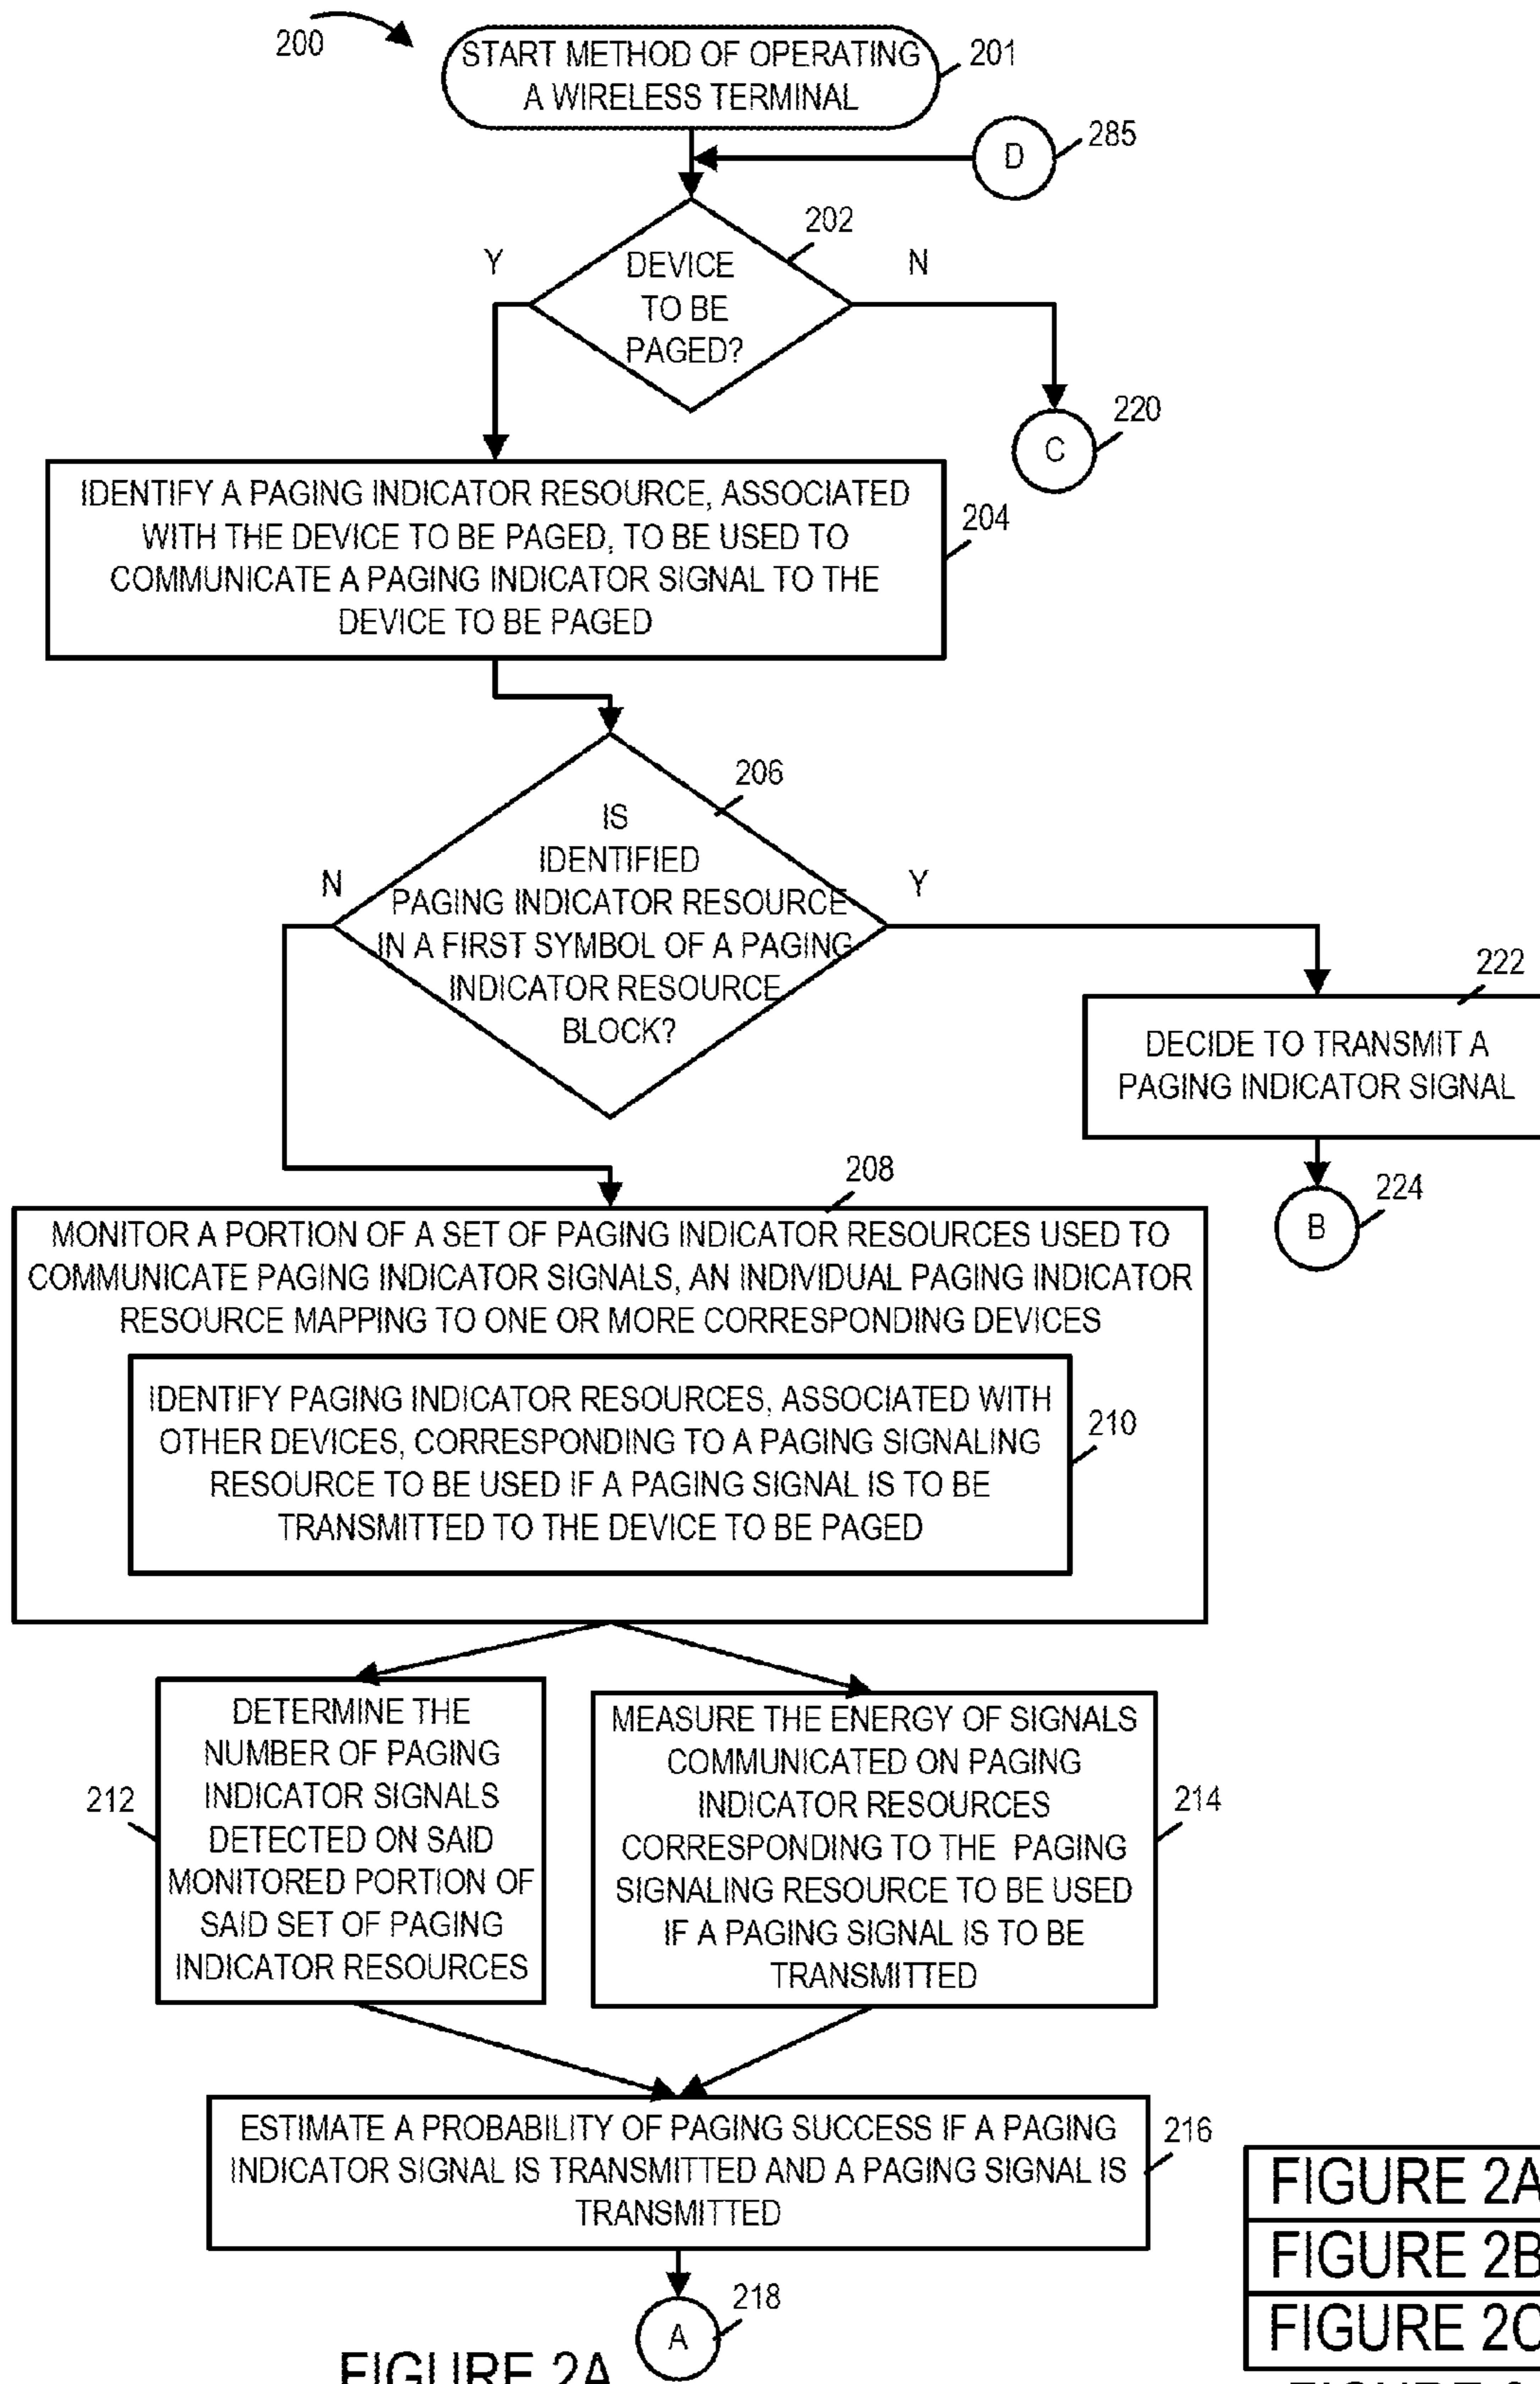 200
START METHOD OF OPERATING
A WIRELESS TERMINAL
201
D
285
202
Y
DEVICE
TO BE
PAGED?
N
C
220
IDENTIFY A PAGING INDICATOR RESOURCE, ASSOCIATED
WITH THE DEVICE TO BE PAGED, TO BE USED TO
COMMUNICATE A PAGING INDICATOR SIGNAL TO THE
DEVICE TO BE PAGED
204
206
N
IS
IDENTIFIED
PAGING INDICATOR RESOURCE
IN A FIRST SYMBOL OF A PAGING
INDICATOR RESOURCE
BLOCK?
Y
222
DECIDE TO TRANSMIT A
PAGING INDICATOR SIGNAL
B
224
208
MONITOR A PORTION OF A SET OF PAGING INDICATOR RESOURCES USED TO
COMMUNICATE PAGING INDICATOR SIGNALS, AN INDIVIDUAL PAGING INDICATOR
RESOURCE MAPPING TO ONE OR MORE CORRESPONDING DEVICES
IDENTIFY PAGING INDICATOR RESOURCES, ASSOCIATED WITH
OTHER DEVICES, CORRESPONDING TO A PAGING SIGNALING
RESOURCE TO BE USED IF A PAGING SIGNAL IS TO BE
TRANSMITTED TO THE DEVICE TO BE PAGED
210
212
DETERMINE THE
NUMBER OF PAGING
INDICATOR SIGNALS
DETECTED ON SAID
MONITORED PORTION OF
SAID SET OF PAGING
INDICATOR RESOURCES
MEASURE THE ENERGY OF SIGNALS
COMMUNICATED ON PAGING
INDICATOR RESOURCES
CORRESPONDING TO THE PAGING
SIGNALING RESOURCE TO BE USED
IF A PAGING SIGNAL IS TO BE
TRANSMITTED
214
ESTIMATE A PROBABILITY OF PAGING SUCCESS IF A PAGING
INDICATOR SIGNAL IS TRANSMITTED AND A PAGING SIGNAL IS
TRANSMITTED
216
A
218
FIGURE 2A
FIGURE 2A
FIGURE 2B
FIGURE 2C